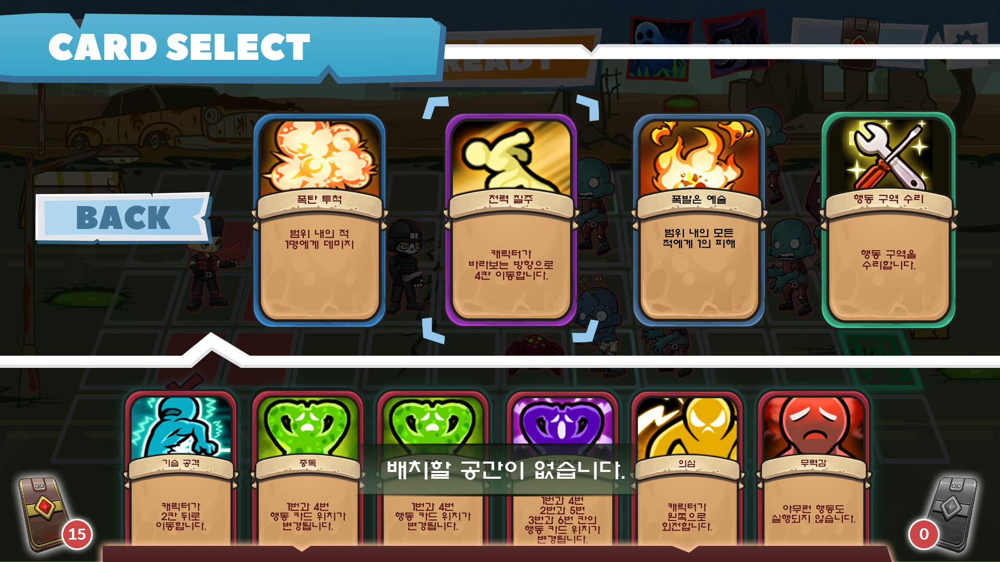 CARD SELECT
READY
BACK
폭탄 투척
범위 내의 적
1명에게 데미지
전력 질주
캐릭터가
바라보는 방향으로
4칸 이동합니다.
폭발은 예술
범위 내의 모든
적에게 1의 피해
행동 구역 수리
행동 구역을
수리합니다.
기습 공격
캐릭터가
2칸 뒤로
이동합니다.
중독
1번과 4번
행동 카드 위치가
변경됩니다.
1번과 4번
행동 카드 위치가
변경됩니다.
1번과 4번
2번과 5번
3번과 6번 칸의
행동 카드 위치가
변경됩니다.
의심
캐릭터가
왼쪽으로
회전합니다.
무력감
아무런 행동도
실행되지 않습니다.
배치할 공간이 없습니다.
15
0